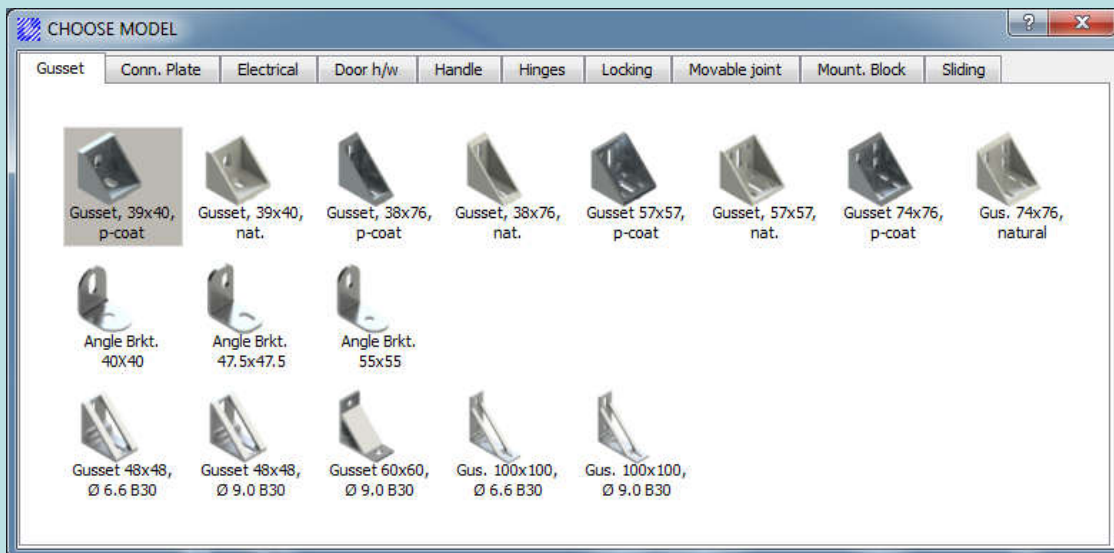 CHOOSE MODEL
?
X
Gusset Conn. Plate Electrical Door h/w Handle Hinges Locking Movable joint Mount. Block Sliding
Gusset, 39x40, p-coat
Gusset, 39x40, nat.
Gusset, 38x76, p-coat
Gusset, 38x76, nat.
Gusset 57x57, p-coat
Gusset, 57x57, nat.
Gusset 74x76, p-coat
Gus. 74x76, natural
Angle Brkt. 40X40
Angle Brkt. 47.5x47.5
Angle Brkt. 55x55
Gusset 48x48, Ø 6.6 B30
Gusset 48x48, Ø 9.0 B30
Gusset 60x60, Ø 9.0 B30
Gus. 100x100, Ø 6.6 B30
Gus. 100x100, Ø 9.0 B30